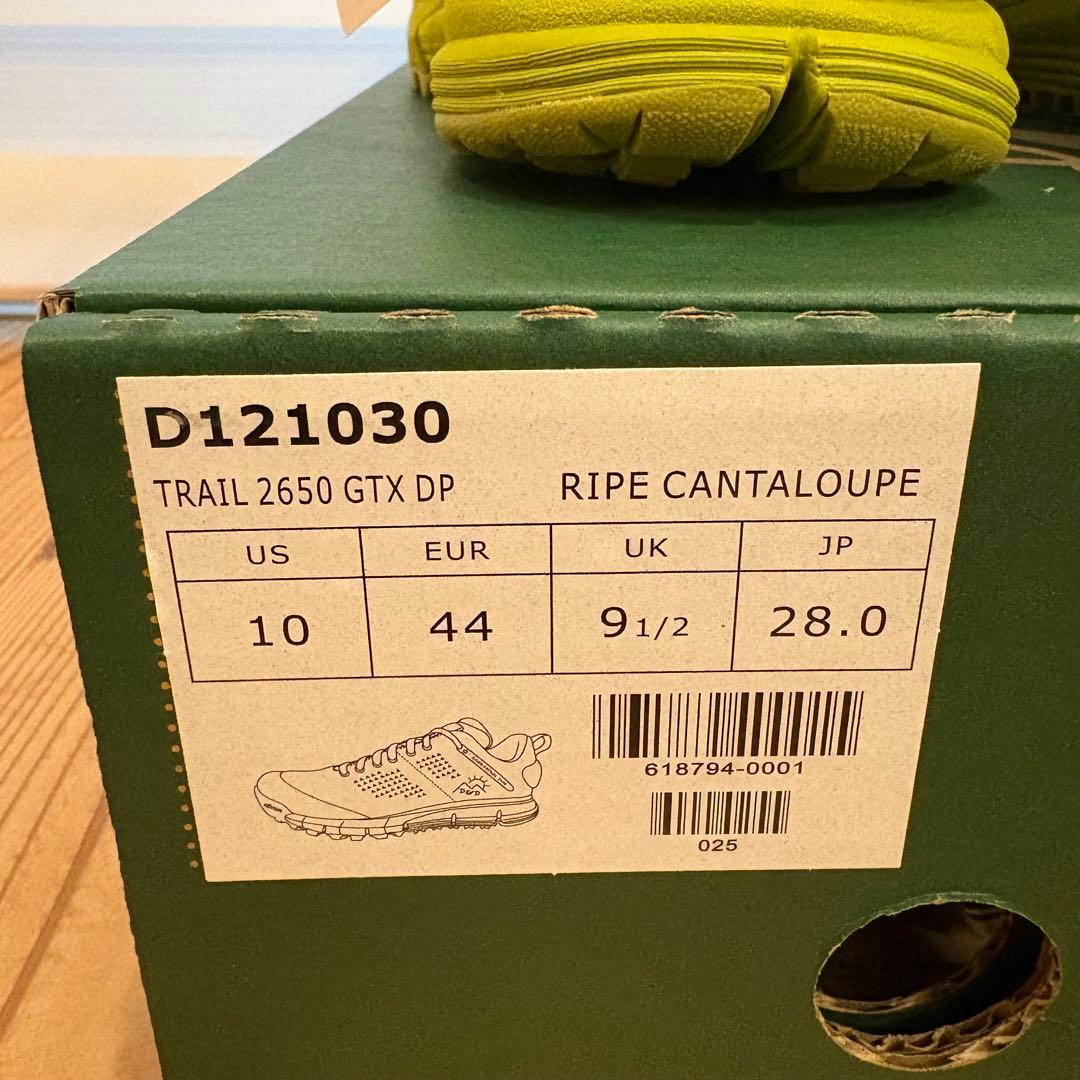 D121030
TRAIL 2650 GTX DP RIPE CANTALOUPE
US EUR UK JP
10 44 9 1/2 28.0
D&D
618794-0001
025